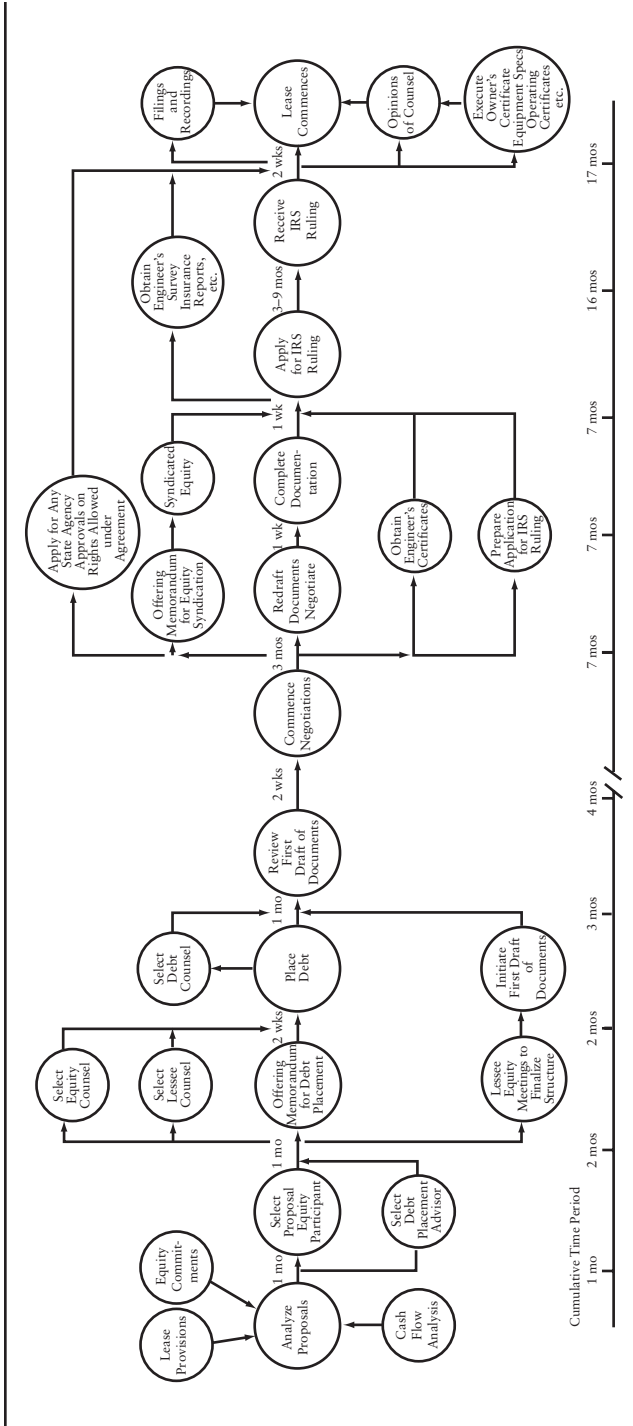 Lease
Provisions
Equity
Commit-
ments
Analyze
Proposals
Cash
Flow
Analysis
1 mo
Select
Proposal
Equity
Participant
Select
Debt
Placement
Advisor
1 mo
Select
Equity
Counsel
Select
Lessee
Counsel
Offering
Memorandum
for Debt
Placement
Lessee
Equity
Meetings to
Finalize
Structure
2 wks
Select
Debt
Counsel
Place
Debt
Initiate
First Draft
of
Documents
1 mo
Review
First
Draft of
Documents
2 wks
Commence
Negotiations
3 mos
Apply for Any
State Agency
Approvals on
Rights Allowed
under
Agreement
Offering
Memorandum
for Equity
Syndication
Syndicated
Equity
Redraft
Documents
Negotiate
1 wk
Complete
Documen-
tation
Obtain
Engineer's
Certificates
Prepare
Application
for IRS
Ruling
1 wk
Apply
for IRS
Ruling
Obtain
Engineer's
Survey
Insurance
Reports,
etc.
3–9 mos
Receive
IRS
Ruling
2 wks
Filings
and
Recordings
Lease
Commences
Opinions
of Counsel
Execute
Owner's
Certificate
Equipment Specs
Operating
Certificates
etc.
Cumulative Time Period
1 mo
2 mos
2 mos
3 mos
4 mos
7 mos
7 mos
7 mos
16 mos
17 mos